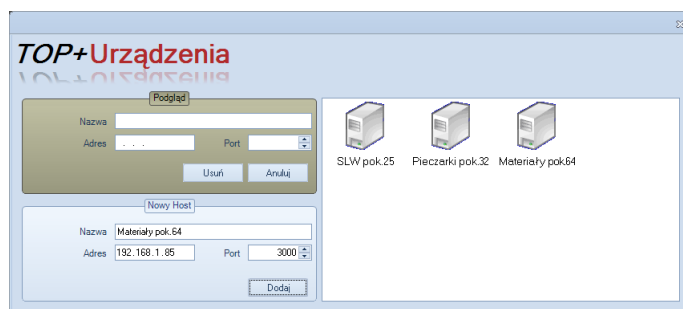 TOP+Urządzenia
Podgląd
Nazwa
Adres . . . Port
Usuń Anuluj
Nowy Host
Nazwa Materiały pok.64
Adres 192.168.1.85 Port 3000
Dodaj
SLW pok.25 Pieczarki pok.32 Materiały pok.64